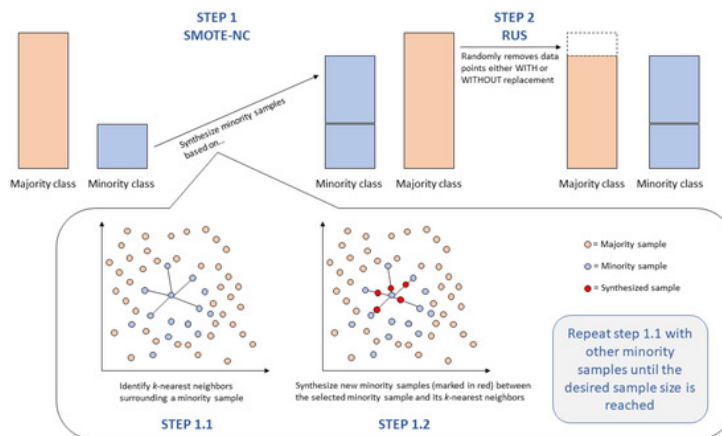 STEP 1
SMOTE-NC
STEP 2
RUS
Randomly removes data
points either WITH or
WITHOUT replacement
Synthesize minority samples
based on...
Majority class
Minority class
Minority class
Majority class
Majority class
Minority class
= Majority sample
= Minority sample
= Synthesized sample
Identify k-nearest neighbors
surrounding a minority sample
STEP 1.1
Synthesize new minority samples (marked in red) between
the selected minority sample and its k-nearest neighbors
STEP 1.2
Repeat step 1.1 with
other minority
samples until the
desired sample size is
reached